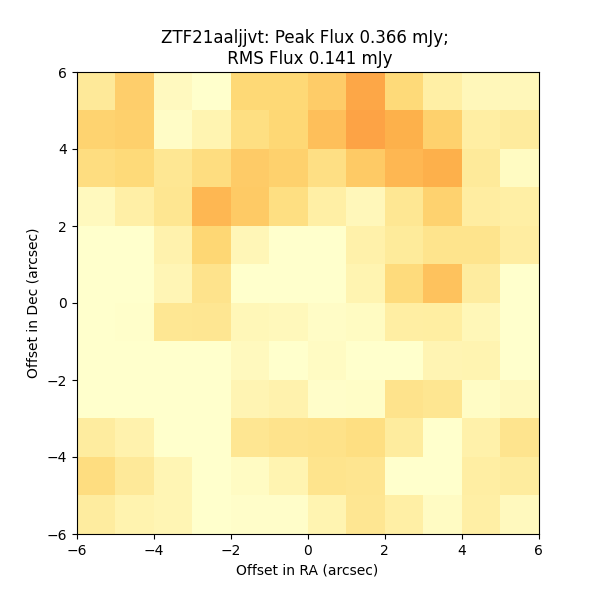 ZTF21aaljjvt: Peak Flux 0.366 mJy;
RMS Flux 0.141 mJy
6
4
2
0
−2
−4
−6
Offset in Dec (arcsec)
−6 −4 −2 0 2 4 6
Offset in RA (arcsec)